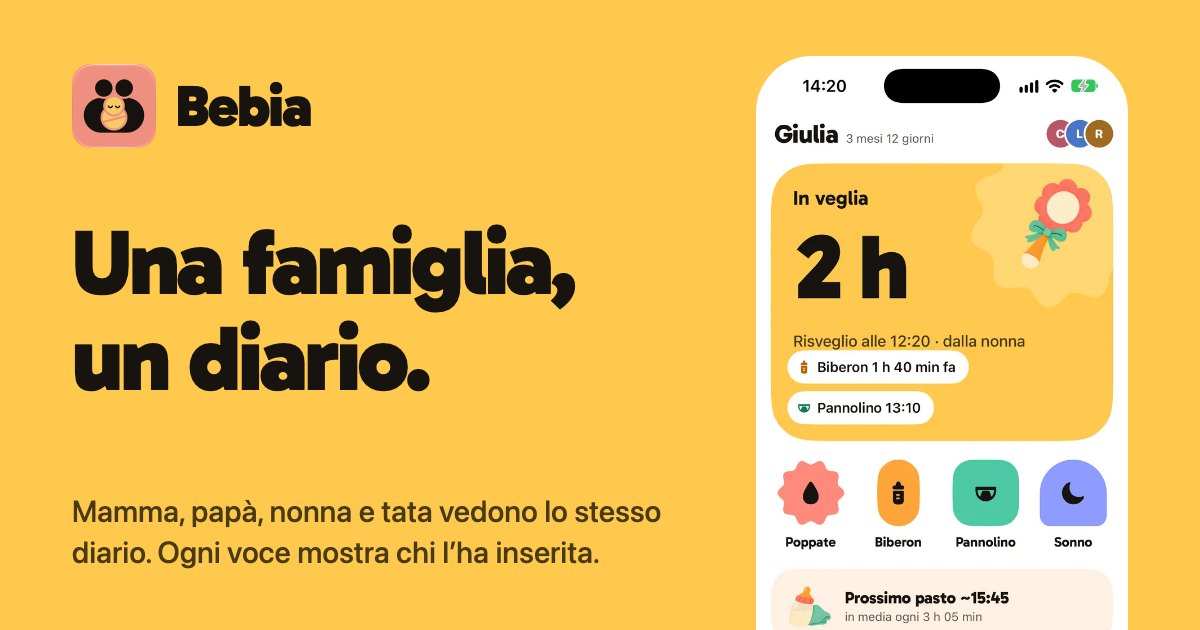 Bebia
Una famiglia,
un diario.
Mamma, papà, nonna e tata vedono lo stesso
diario. Ogni voce mostra chi l’ha inserita.
14:20
Giulia 3 mesi 12 giorni
C L R
In veglia
2 h
Risveglio alle 12:20 · dalla nonna
Biberon 1 h 40 min fa
Pannolino 13:10
Poppate Biberon Pannolino Sonno
Prossimo pasto ~15:45
in media ogni 3 h 05 min